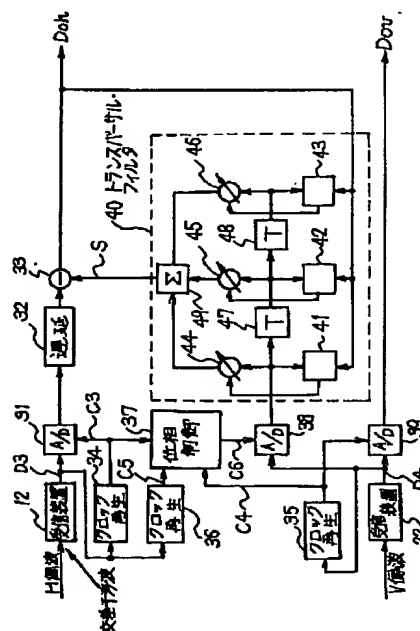 Doh
Dov
33
S
32
遅延
40 トランスバーサル・フィルタ
46
45
44
Σ
49
T
48
T
47
43
42
41
31
A/D
C3
37
位相制御
C6
A/D
38
A/D
39
D3
12
受信装置
34
クロック再生
C5
クロック再生
36
C4
35
クロック再生
D4
受信装置
H偏波
交差干渉波
V偏波